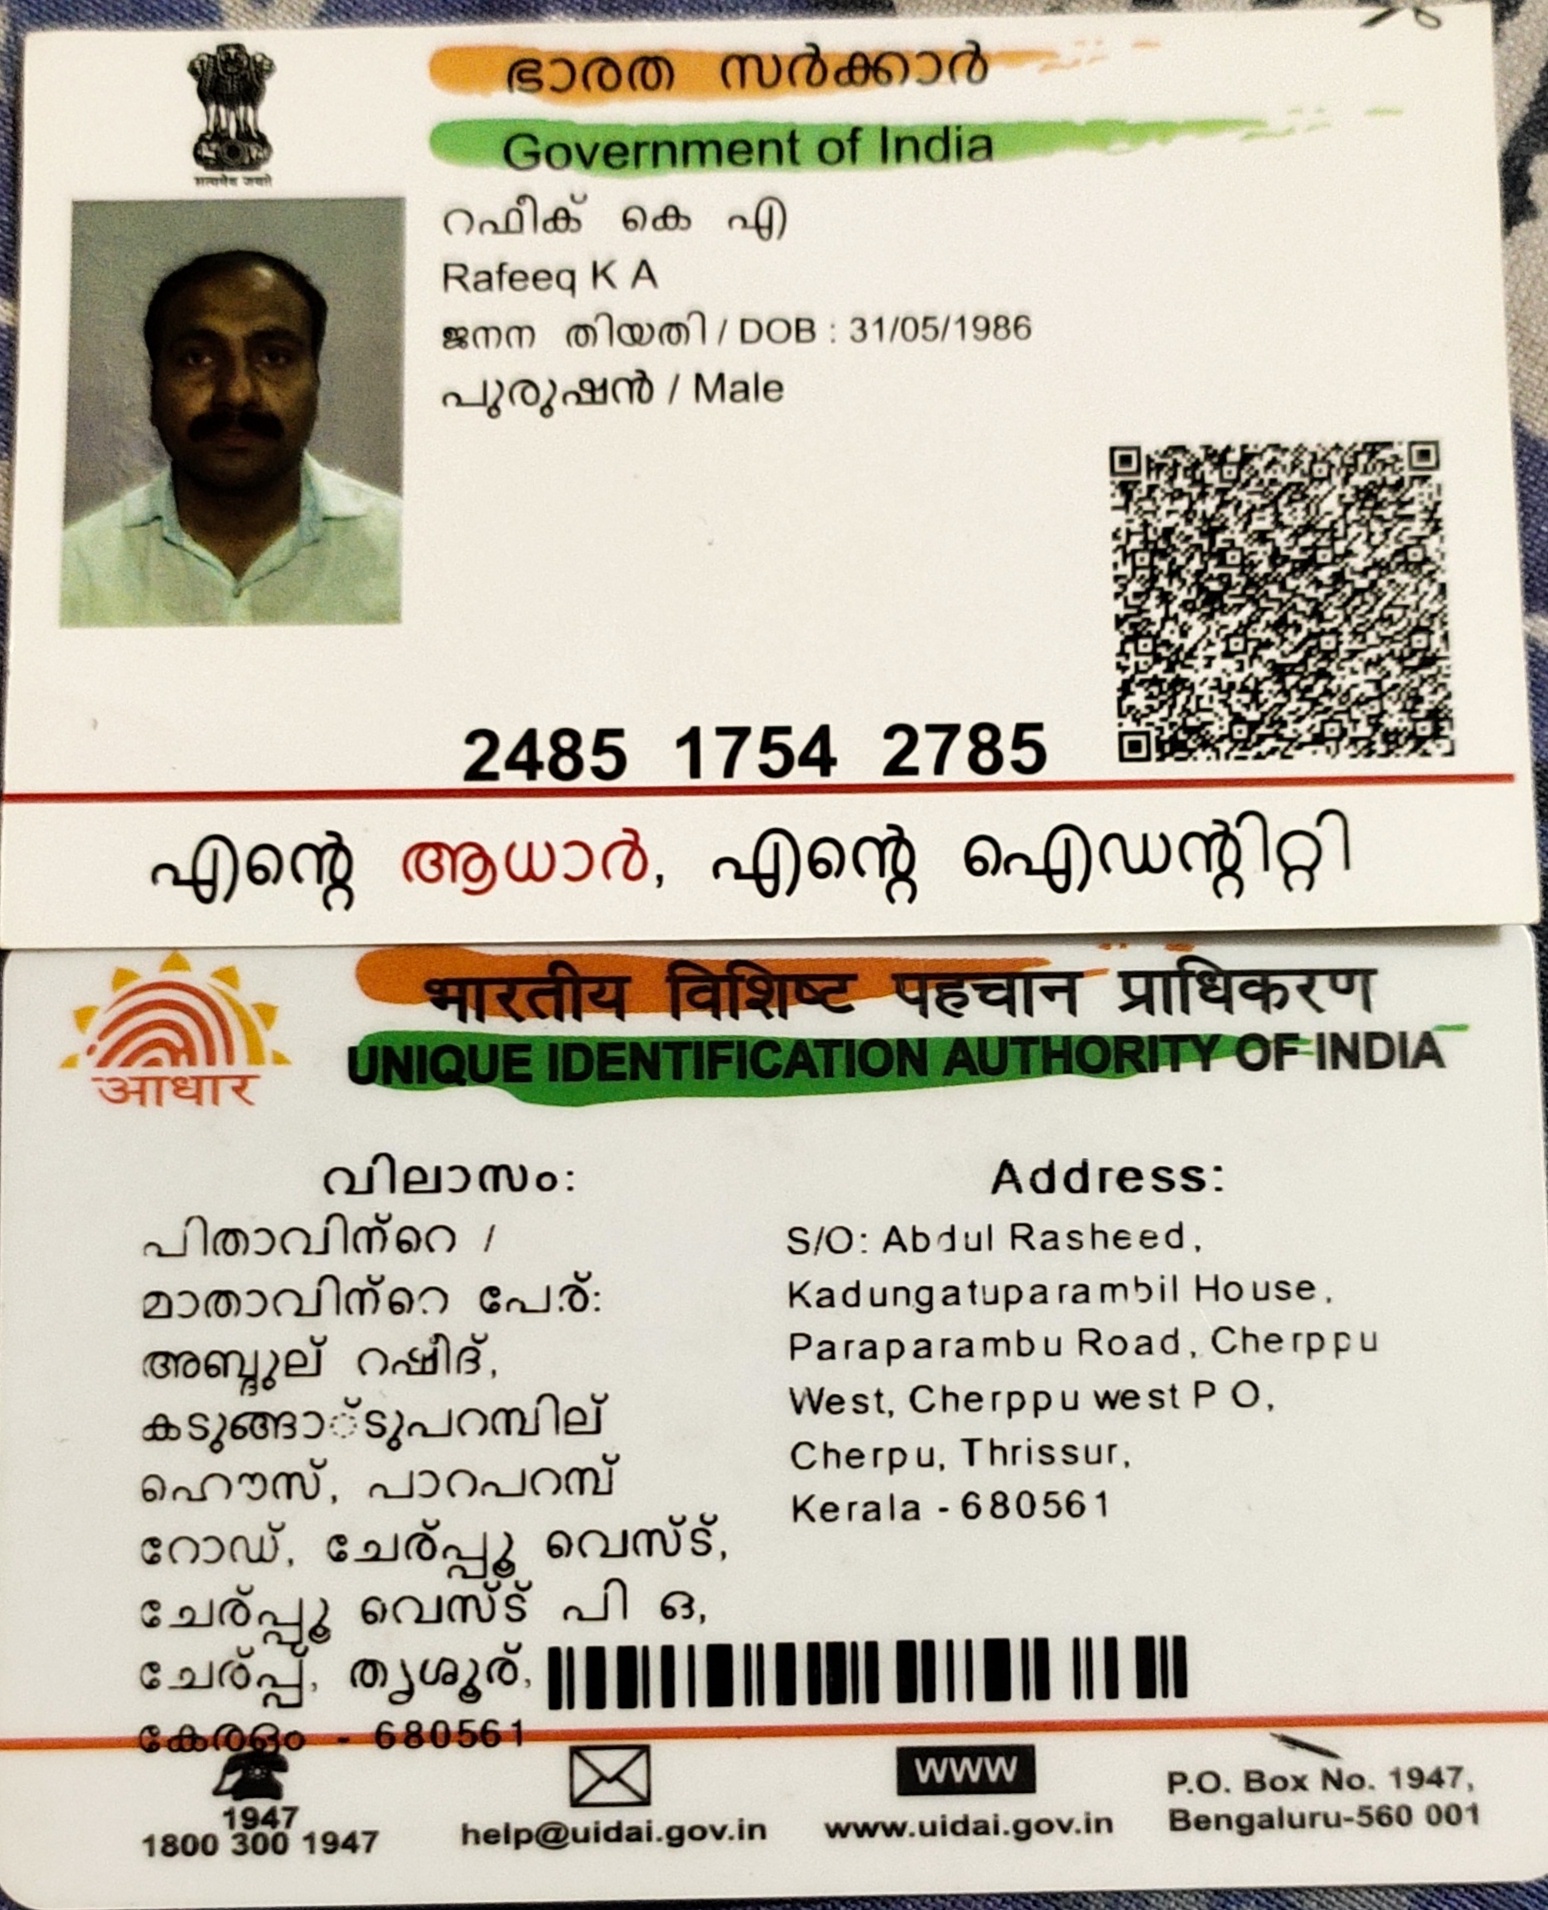 सत्यमेव जयते
ഭാരത സർക്കാർ
Government of India
റഫീക് കെ എ
Rafeeq K A
ജനന തിയതി / DOB : 31/05/1986
പുരുഷൻ / Male
2485 1754 2785
എന്റെ ആധാർ, എന്റെ ഐഡന്റിറ്റി
आधार
भारतीय विशिष्ट पहचान प्राधिकरण
UNIQUE IDENTIFICATION AUTHORITY OF INDIA
വിലാസം:
പിതാവിന്റെ /
മാതാവിന്റെ പേര്:
അബ്ദുല് റഷീദ്,
കടുങ്ങാ്ടുപറമ്പില്
ഹൌസ്, പാറപറമ്പ്
റോഡ്, ചേര്പ്പൂ വെസ്ട്,
ചേര്പ്പൂ വെസ്ട് പി ഒ,
ചേര്പ്പ്, തൃശൂര്,
കേരളം - 680561
Address:
S/O: Abdul Rasheed,
Kadungatuparambil House,
Paraparambu Road, Cherppu
West, Cherppu west P O,
Cherpu, Thrissur,
Kerala - 680561
1947
1800 300 1947
help@uidai.gov.in
WWW
www.uidai.gov.in
P.O. Box No. 1947,
Bengaluru-560 001